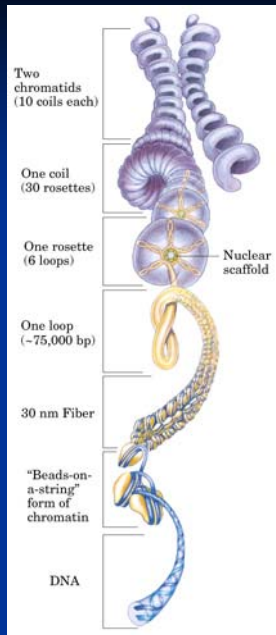 Two
chromatids
(10 coils each)
One coil
(30 rosettes)
One rosette
(6 loops)
Nuclear
scaffold
One loop
(~75,000 bp)
30 nm Fiber
“Beads-on-
a-string”
form of
chromatin
DNA